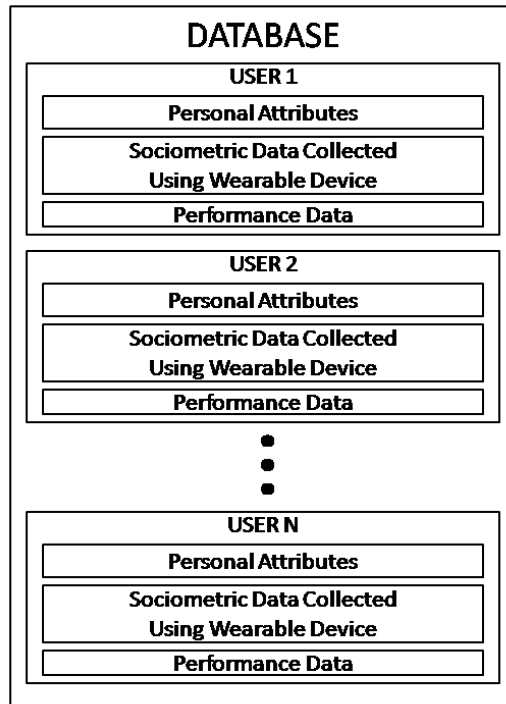 DATABASE
USER 1
Personal Attributes
Sociometric Data Collected
Using Wearable Device
Performance Data
USER 2
Personal Attributes
Sociometric Data Collected
Using Wearable Device
Performance Data
USER N
Personal Attributes
Sociometric Data Collected
Using Wearable Device
Performance Data